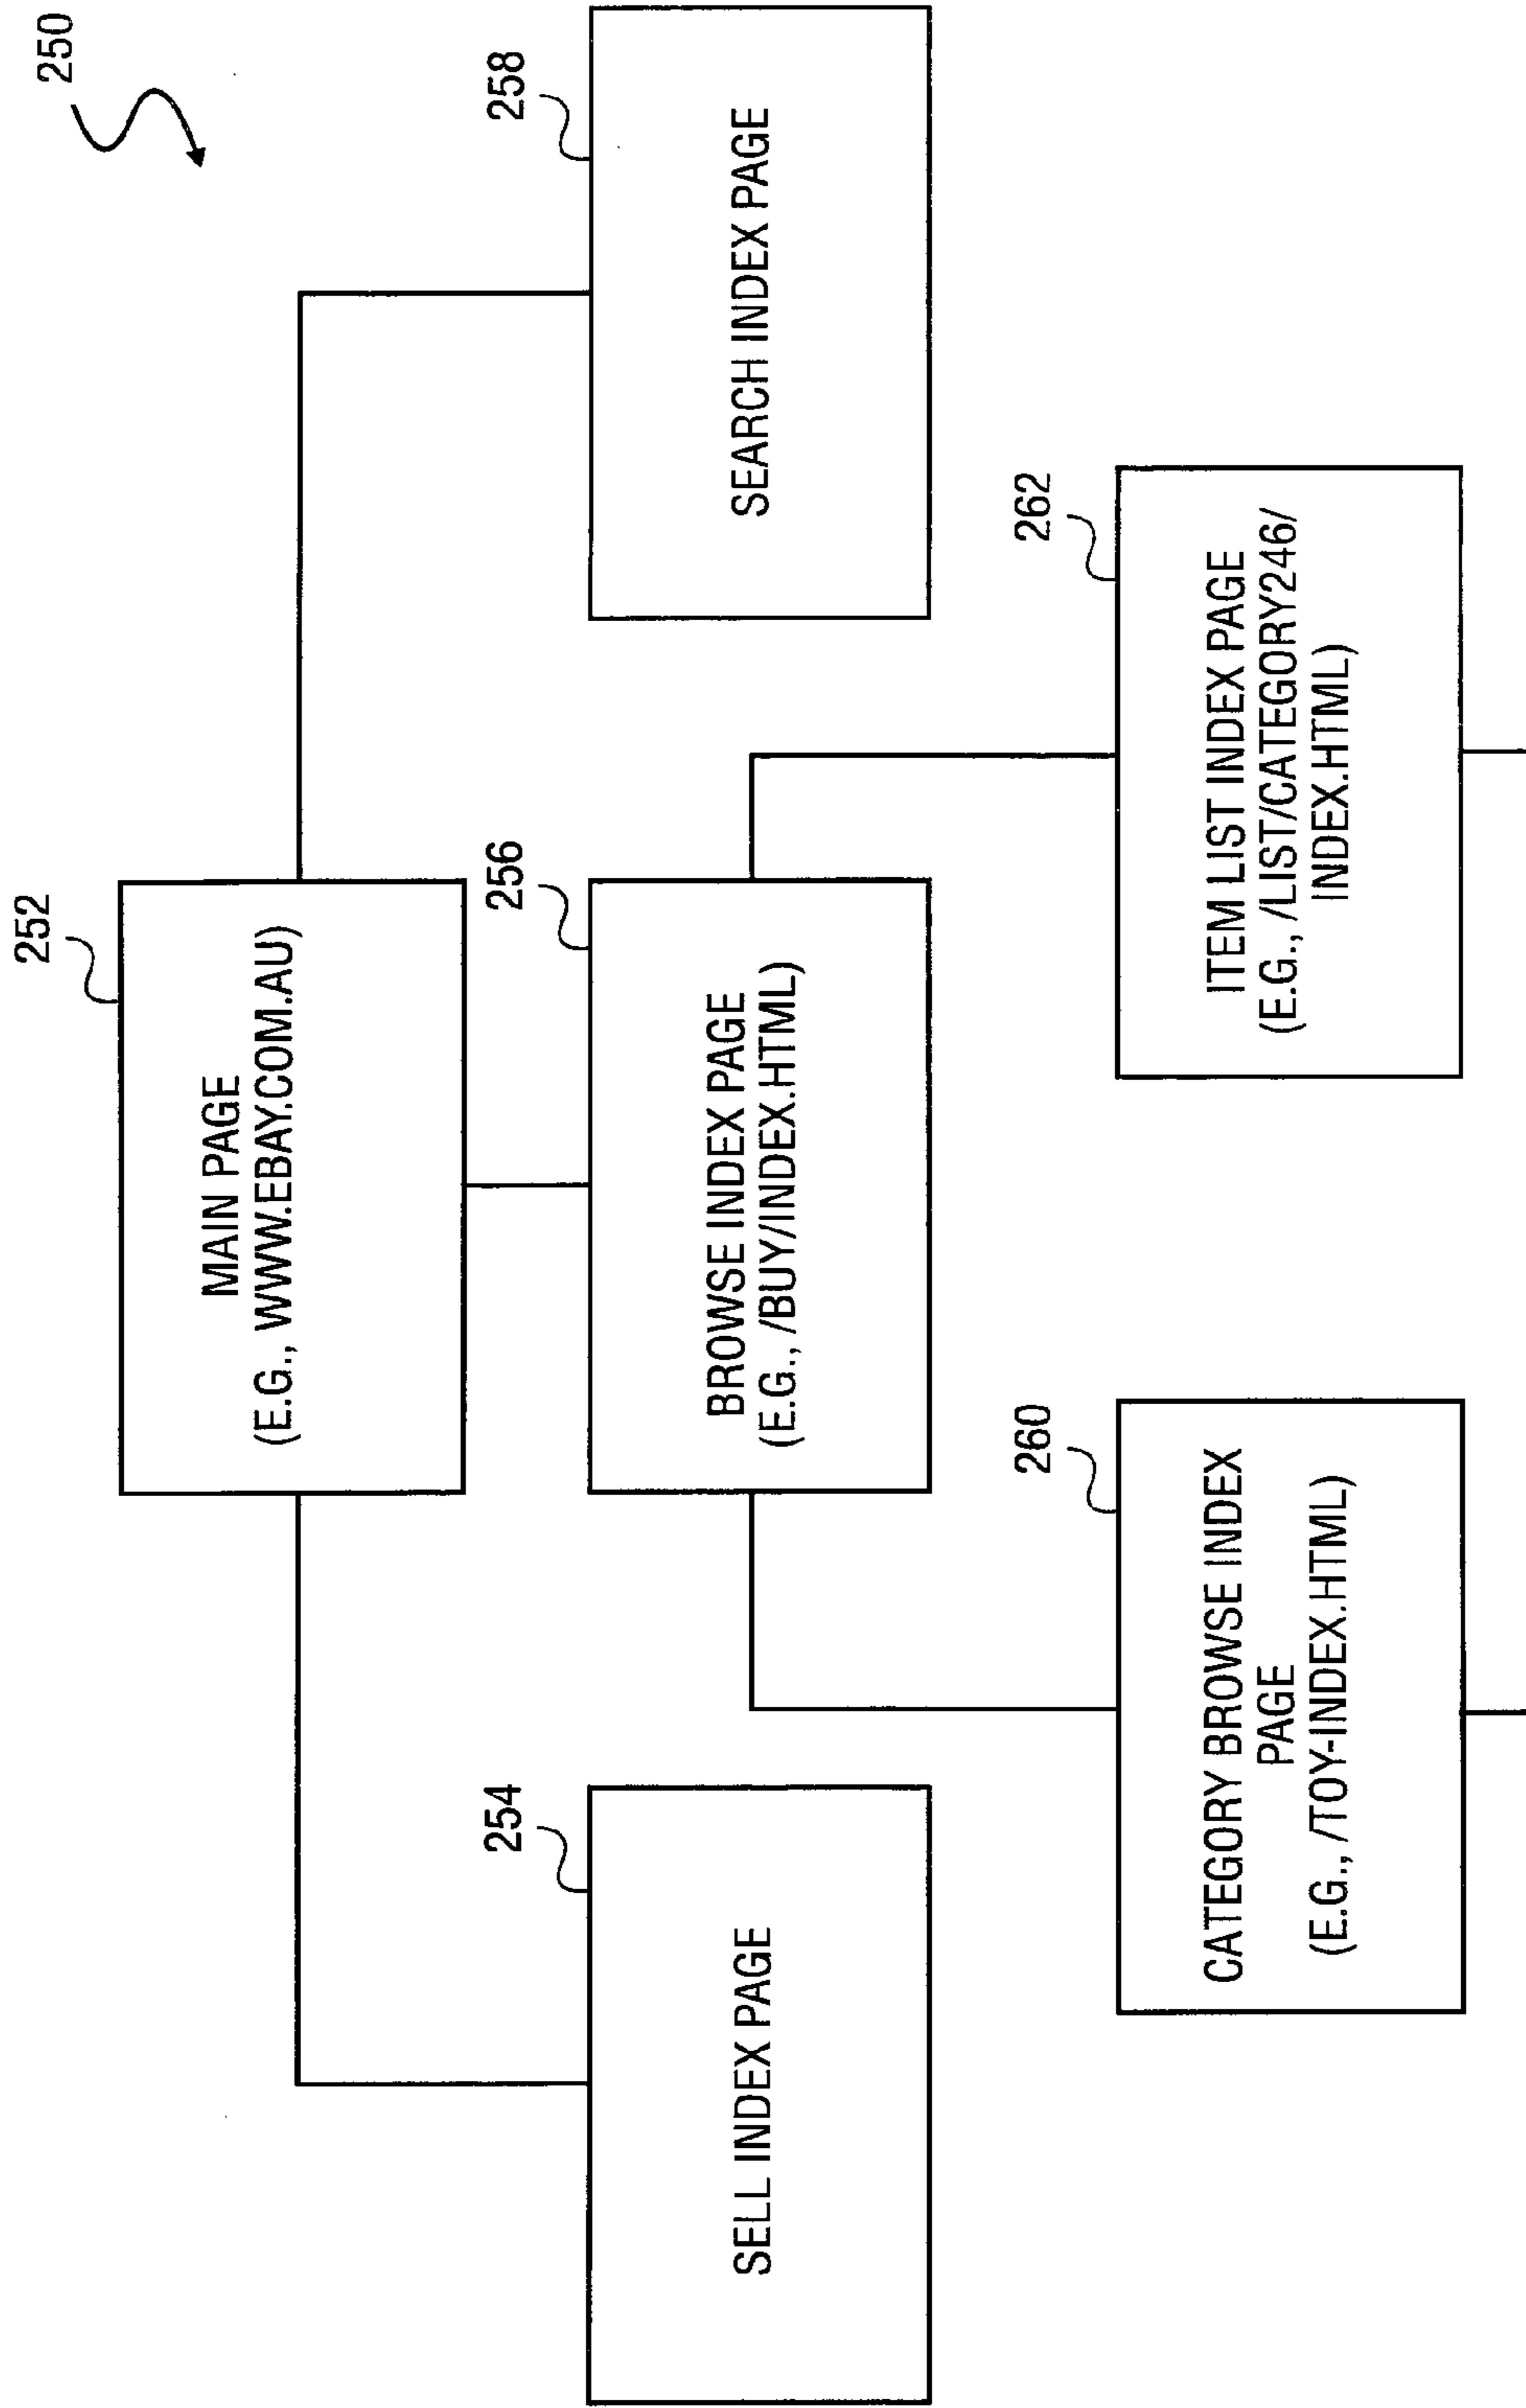 250
252
MAIN PAGE
(E.G., WWW.EBAY.COM.AU)
254
SELL INDEX PAGE
256
BROWSE INDEX PAGE
(E.G., /BUY/INDEX.HTML)
258
SEARCH INDEX PAGE
260
CATEGORY BROWSE INDEX
PAGE
(E.G., /TOY-INDEX.HTML)
262
ITEM LIST INDEX PAGE
(E.G., /LIST/CATEGORY246/
INDEX.HTML)